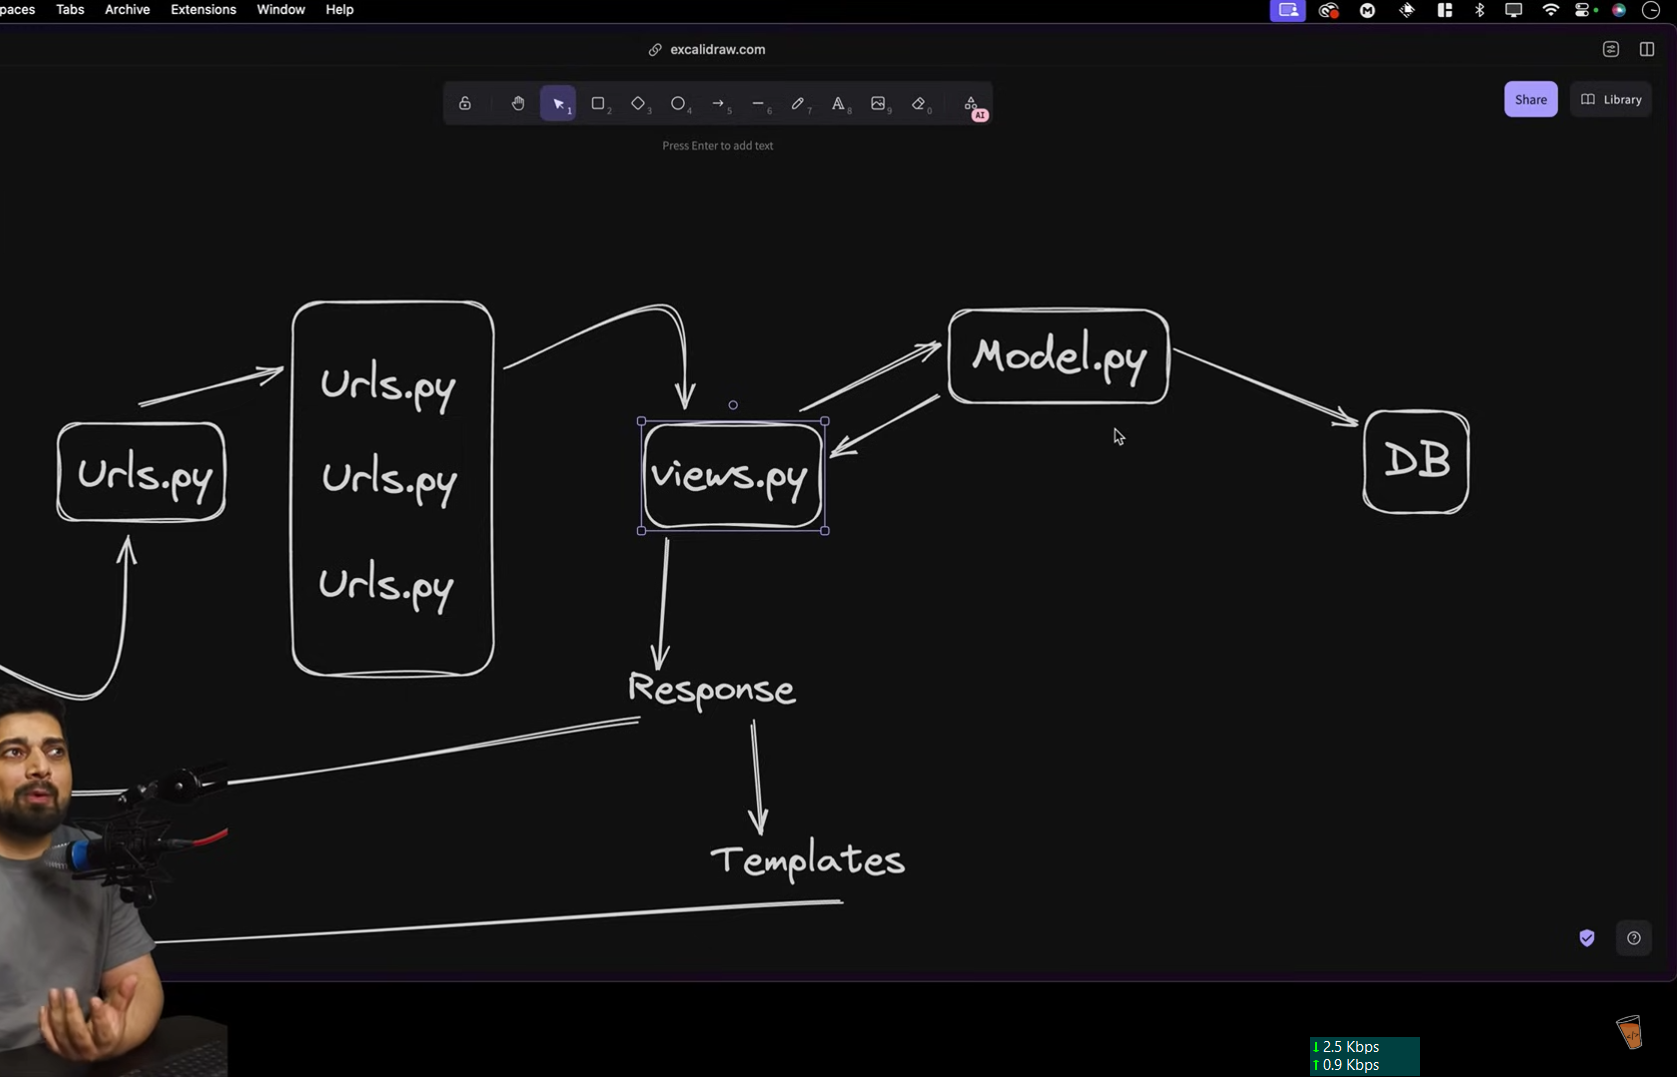 paces Tabs Archive Extensions Window Help
excalidraw.com
1 2 3 4 5 6 7 8 9 0 AI
Share Library
Press Enter to add text
Urls.py
Urls.py
Urls.py
Urls.py
views.py
Model.py
DB
Response
Templates
↓ 2.5 Kbps
↑ 0.9 Kbps